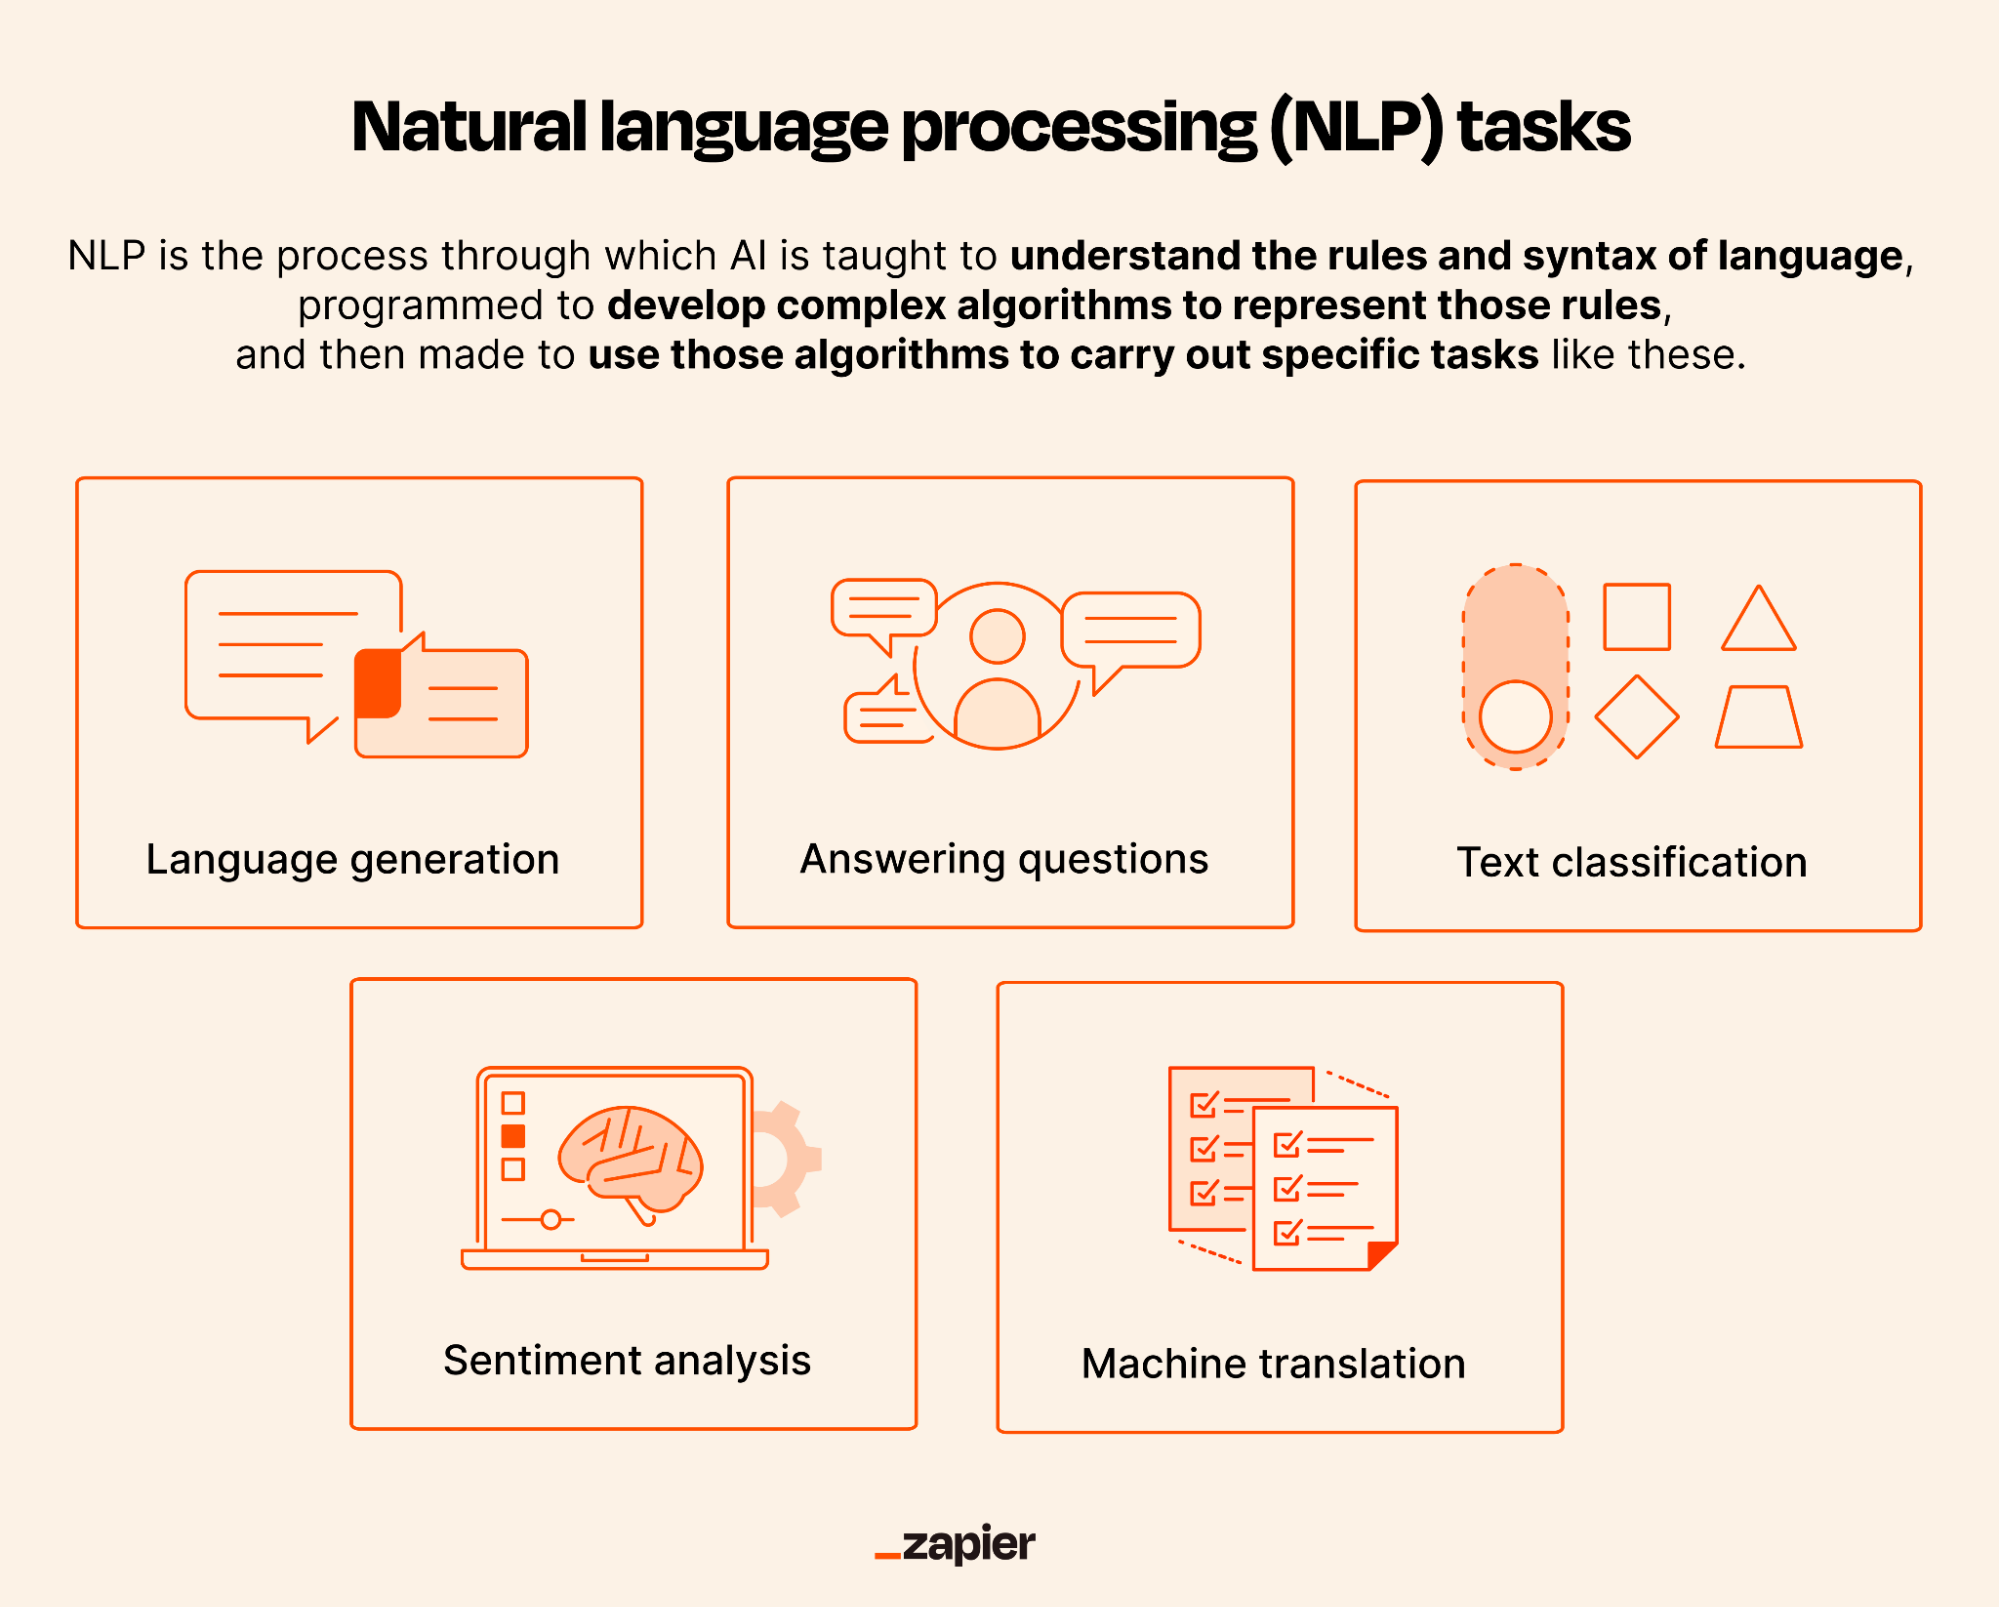 Natural language processing (NLP) tasks
NLP is the process through which AI is taught to understand the rules and syntax of language,
programmed to develop complex algorithms to represent those rules,
and then made to use those algorithms to carry out specific tasks like these.
Language generation
Answering questions
Text classification
Sentiment analysis
Machine translation
_zapier